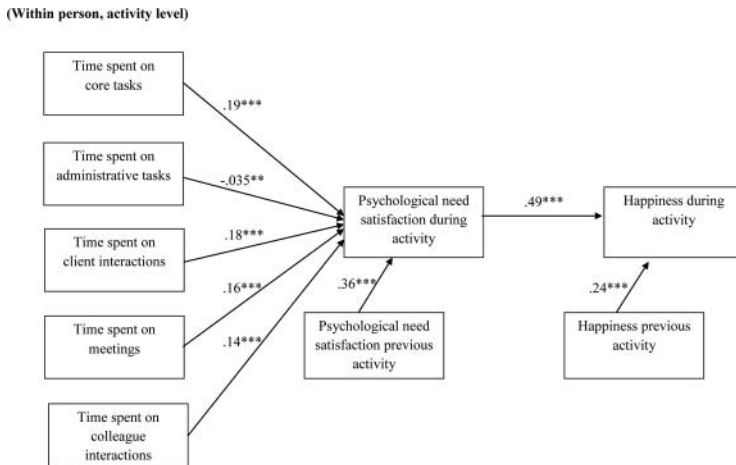 (Within person, activity level)
Time spent on
core tasks
.19***
Time spent on
administrative tasks
-.035**
Psychological need
satisfaction during
activity
.49***
Happiness during
activity
Time spent on
client interactions
.18***
.16***
.36***
.24***
Time spent on
meetings
.14***
Psychological need
satisfaction previous
activity
Happiness previous
activity
Time spent on
colleague
interactions